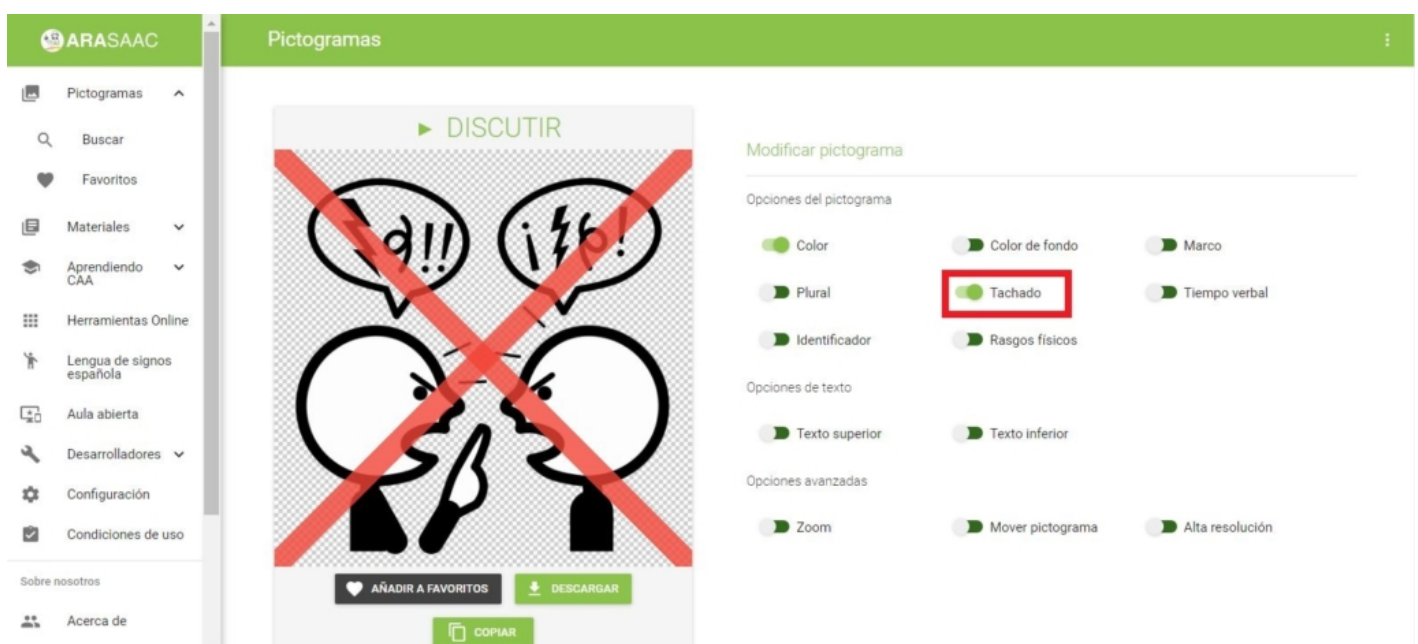 ARASAAC
Pictogramas
Pictogramas
Buscar
Favoritos
Materiales
Aprendiendo
CAA
Herramientas Online
Lengua de signos
española
Aula abierta
Desarrolladores
Configuración
Condiciones de uso
Sobre nosotros
Acerca de
DISCUTIR
!!
¡ !
AÑADIR A FAVORITOS
DESCARGAR
COPIAR
Modificar pictograma
Opciones del pictograma
Color
Color de fondo
Marco
Plural
Tachado
Tiempo verbal
Identificador
Rasgos físicos
Opciones de texto
Texto superior
Texto inferior
Opciones avanzadas
Zoom
Mover pictograma
Alta resolución